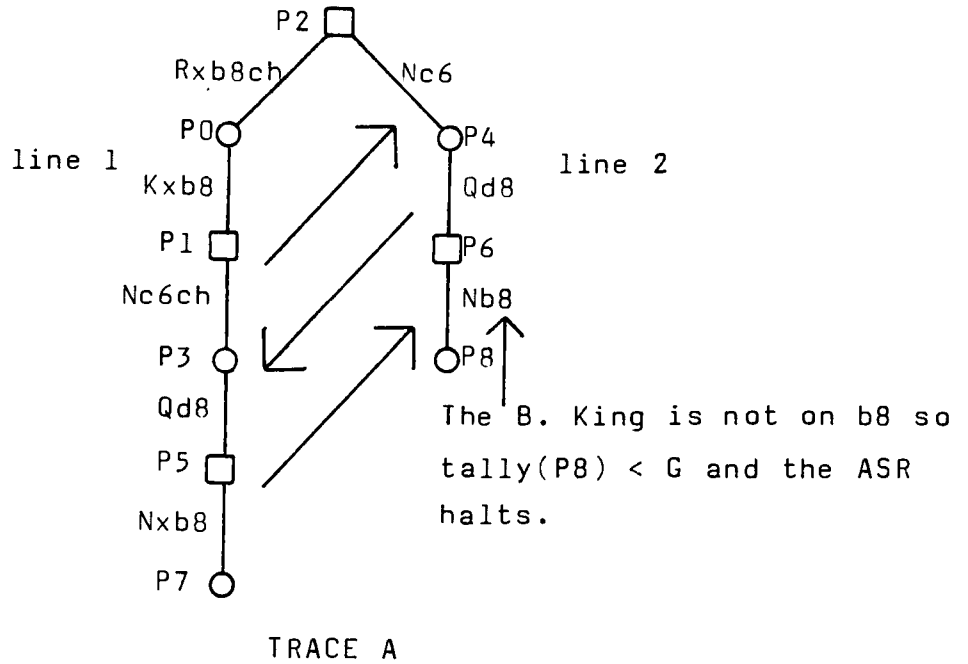 P2
Rxb8ch
Nc6
P0
P4
line 1
line 2
Kxb8
Qd8
P1
P6
Nc6ch
Nb8
P3
P8
Qd8
The B. King is not on b8 so
P5
tally(P8) < G and the ASR
halts.
Nxb8
P7
TRACE A